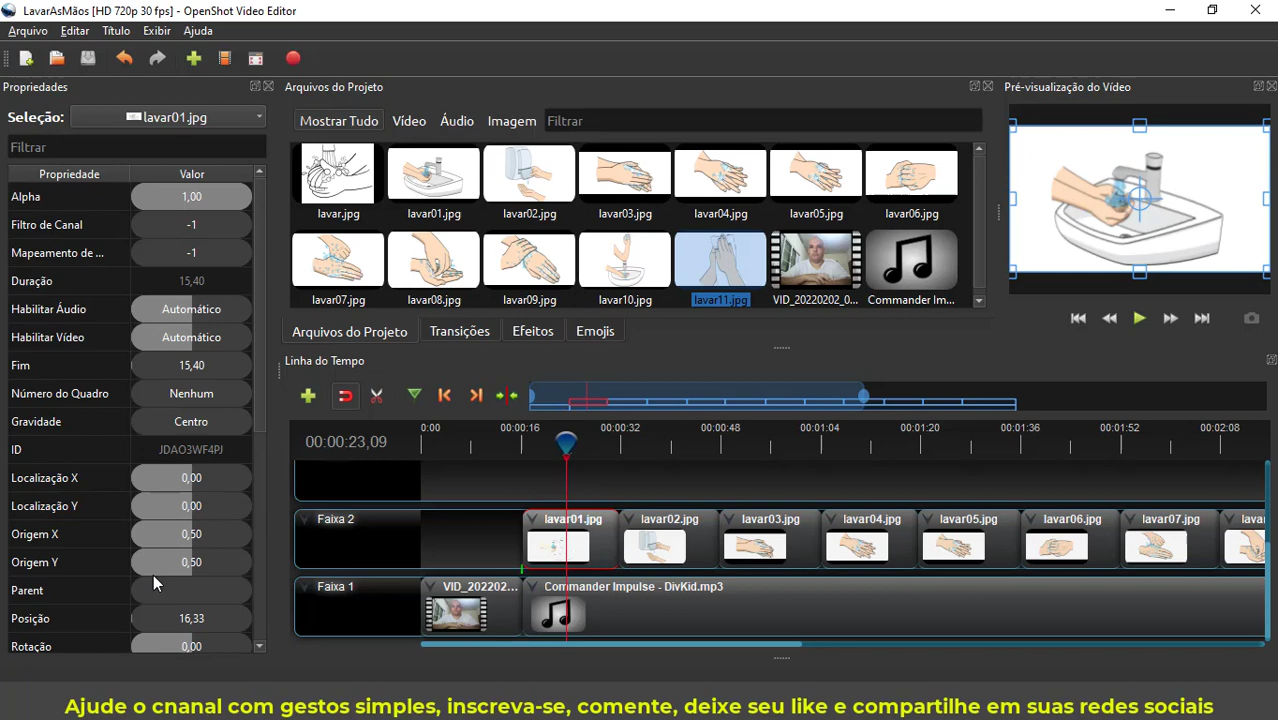 LavarAsMãos [HD 720p 30 fps] - OpenShot Video Editor
Arquivo Editar Título Exibir Ajuda
Propriedades
Seleção: lavar01.jpg
Filtrar
Propriedade Valor
Alpha 1,00
Filtro de Canal -1
Mapeamento de ... -1
Duração 15,40
Habilitar Áudio Automático
Habilitar Vídeo Automático
Fim 15,40
Número do Quadro Nenhum
Gravidade Centro
ID JDAO3WF4PJ
Localização X 0,00
Localização Y 0,00
Origem X 0,50
Origem Y 0,50
Parent
Posição 16,33
Rotação 0,00
Arquivos do Projeto
Mostrar Tudo Vídeo Áudio Imagem Filtrar
lavar.jpg lavar01.jpg lavar02.jpg lavar03.jpg lavar04.jpg lavar05.jpg lavar06.jpg
lavar07.jpg lavar08.jpg lavar09.jpg lavar10.jpg lavar11.jpg VID_20220202_0... Commander Im...
Arquivos do Projeto Transições Efeitos Emojis
Pré-visualização do Vídeo
Linha do Tempo
00:00:23,09
0:00 00:00:16 00:00:32 00:00:48 00:01:04 00:01:20 00:01:36 00:01:52 00:02:08
Faixa 2 lavar01.jpg lavar02.jpg lavar03.jpg lavar04.jpg lavar05.jpg lavar06.jpg lavar07.jpg lavar
Faixa 1 VID_202202... Commander Impulse - DivKid.mp3
Ajude o cnanal com gestos simples, inscreva-se, comente, deixe seu like e compartilhe em suas redes sociais